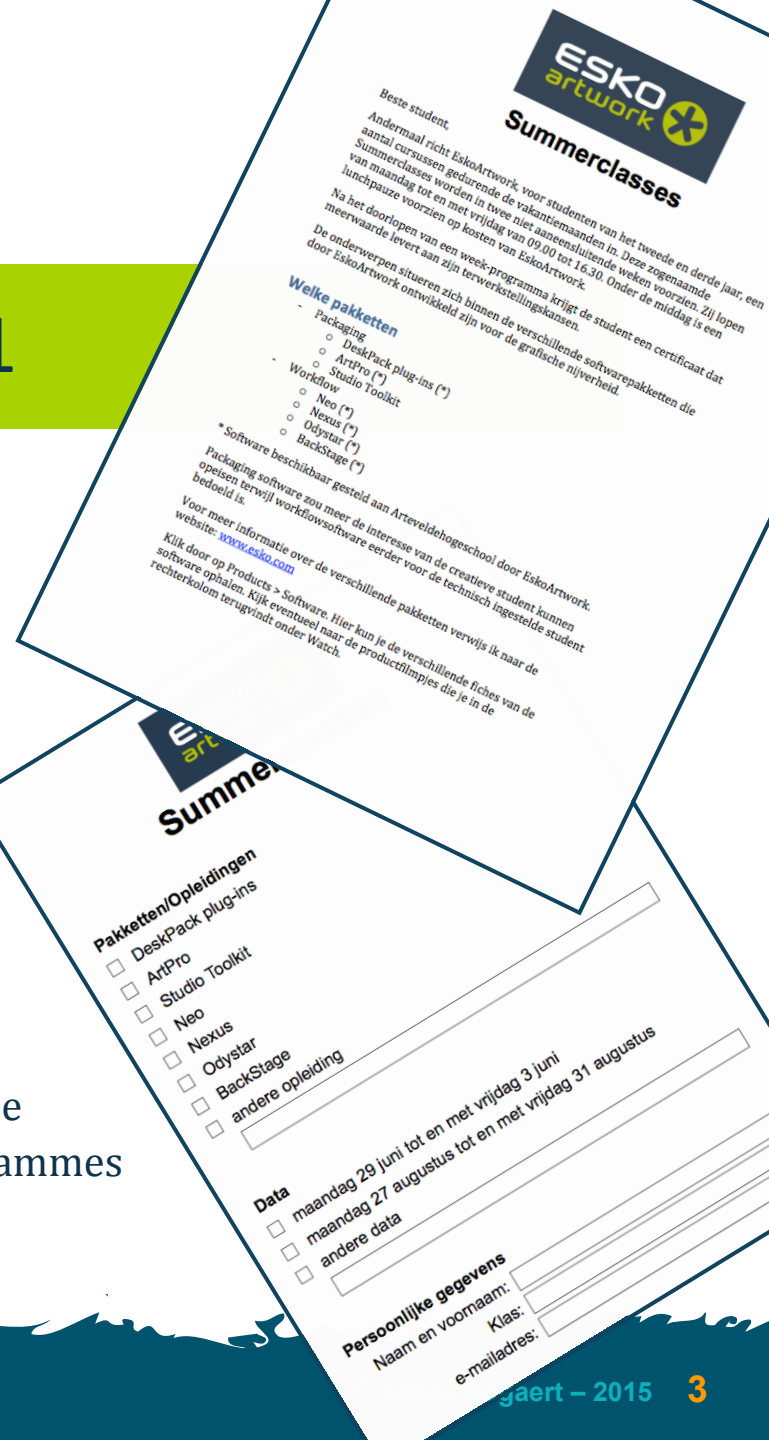 ESKO
artwork
Summerclasses
Beste student,
Andermaal richt EskoArtwork, voor studenten van het tweede en derde jaar, een
aantal cursussen gedurende de vakantiemaanden in. Deze zogenaamde
Summerclasses worden in twee niet aaneensluitende weken voorzien. Zij lopen
van maandag tot en met vrijdag van 09.00 tot 16.30. Onder de middag is een
lunchpauze voorzien op kosten van EskoArtwork.
Na het doorlopen van een week-programma krijgt de student een certificaat dat
meerwaarde levert aan zijn terwerkstellingskansen.
De onderwerpen situeren zich binnen de verschillende softwarepakketten die
door EskoArtwork ontwikkeld zijn voor de grafische nijverheid.
Welke pakketten
- Packaging
o DeskPack plug-ins (*)
o ArtPro (*)
o Studio Toolkit
- Workflow
o Neo (*)
o Nexus (*)
o Odystar (*)
o BackStage (*)
* Software beschikbaar gesteld aan Arteveldehogeschool door EskoArtwork.
Packaging software zou meer de interesse van de creatieve student kunnen
opeisen terwijl workflowsoftware eerder voor de technisch ingestelde student
bedoeld is.
Voor meer informatie over de verschillende pakketten verwijs ik naar de
website: www.esko.com
Klik door op Products > Software. Hier kun je de verschillende fiches van de
software ophalen. Kijk eventueel naar de productfilmpjes die je in de
rechterkolom terugvindt onder Watch.
1
art
Summe
Pakketten/Opleidingen
DeskPack plug-ins
ArtPro
Studio Toolkit
Neo
Nexus
Odystar
BackStage
andere opleiding
e
ammes
Data
maandag 29 juni tot en met vrijdag 3 juni
maandag 27 augustus tot en met vrijdag 31 augustus
andere data
Persoonlijke gegevens
Naam en voornaam:
Klas:
e-mailadres:
gaert – 2015 3